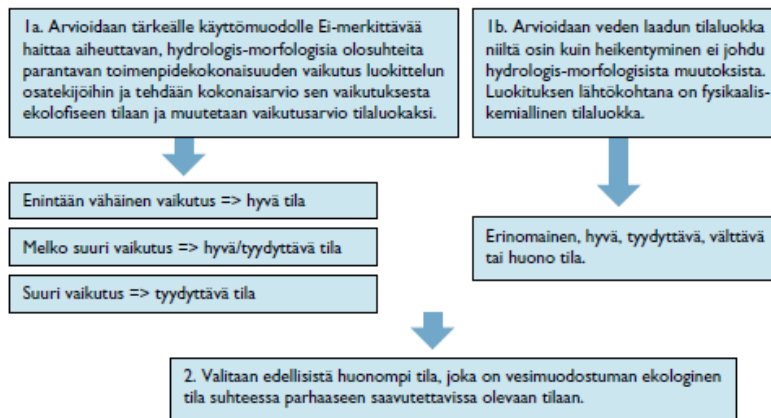 1a. Arvioidaan tärkeälle käyttömuodolle Ei-merkittävää
haittaa aiheuttavan, hydrologis-morfologisia olosuhteita
parantavan toimenpidekokonaisuuden vaikutus luokittelun
osatekijöihin ja tehdään kokonaisarvio sen vaikutuksesta
ekolofiseen tilaan ja muutetaan vaikutusarvio tilaluokaksi.
1b. Arvioidaan veden laadun tilaluokka
niiltä osin kuin heikentyminen ei johdu
hydrologis-morfologisista muutoksista.
Luokituksen lähtökohtana on fysikaalis-
kemiallinen tilaluokka.
Enintään vähäinen vaikutus => hyvä tila
Melko suuri vaikutus => hyvä/tyydyttävä tila
Suuri vaikutus => tyydyttävä tila
Erinomainen, hyvä, tyydyttävä, välttävä
tai huono tila.
2. Valitaan edellisistä huonompi tila, joka on vesimuodostuman ekologinen
tila suhteessa parhaaseen saavutettavissa olevaan tilaan.